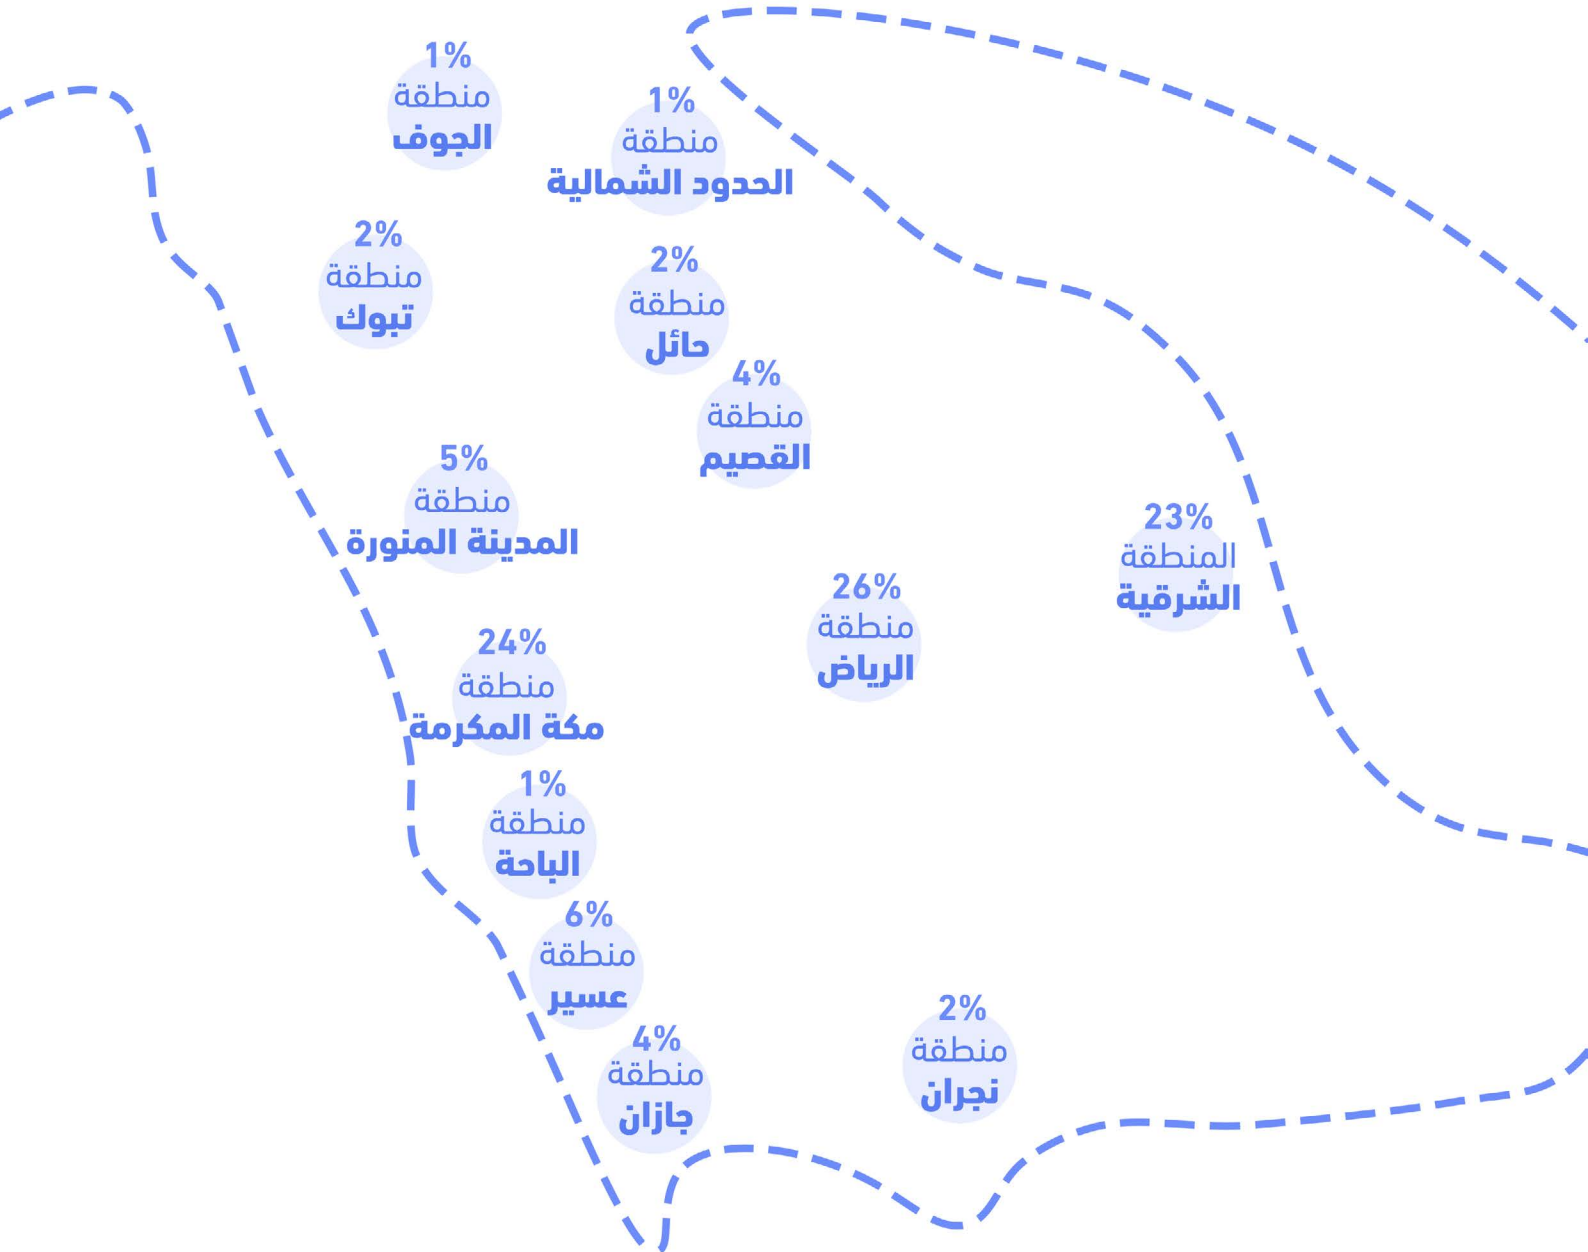 1%
منطقة
الجوف
1%
منطقة
الحدود الشمالية
2%
منطقة
تبوك
2%
منطقة
حائل
4%
منطقة
القصيم
5%
منطقة
المدينة المنورة
23%
المنطقة
الشرقية
26%
منطقة
الرياض
24%
منطقة
مكة المكرمة
1%
منطقة
الباحة
6%
منطقة
عسير
2%
منطقة
نجران
4%
منطقة
جازان